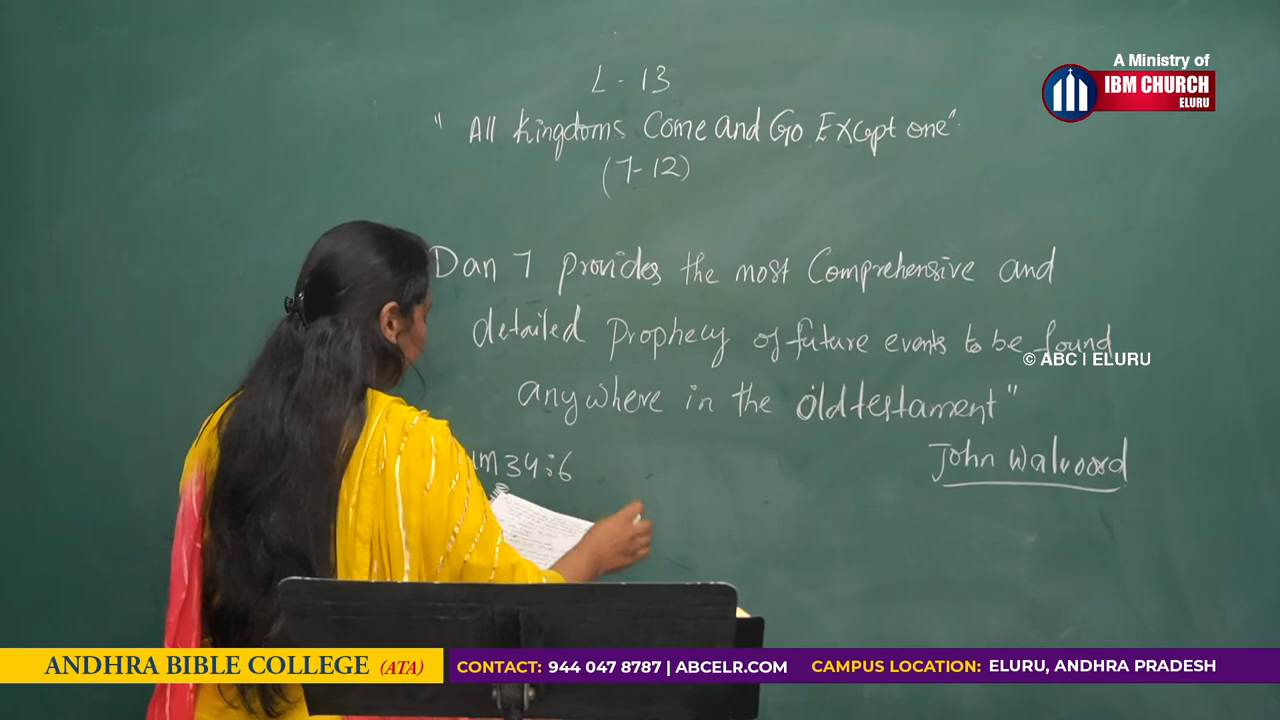 L - 13
" All Kingdoms Come and Go Except one"
(7-12)
Dan 7 provides the most Comprehensive and
detailed Prophecy of future events to be found
anywhere in the old testament"
John Walvoord
34:6
A Ministry of
IBM CHURCH
ELURU
© ABC | ELURU
ANDHRA BIBLE COLLEGE (ATA)
CONTACT: 944 047 8787 | ABCELR.COM
CAMPUS LOCATION: ELURU, ANDHRA PRADESH